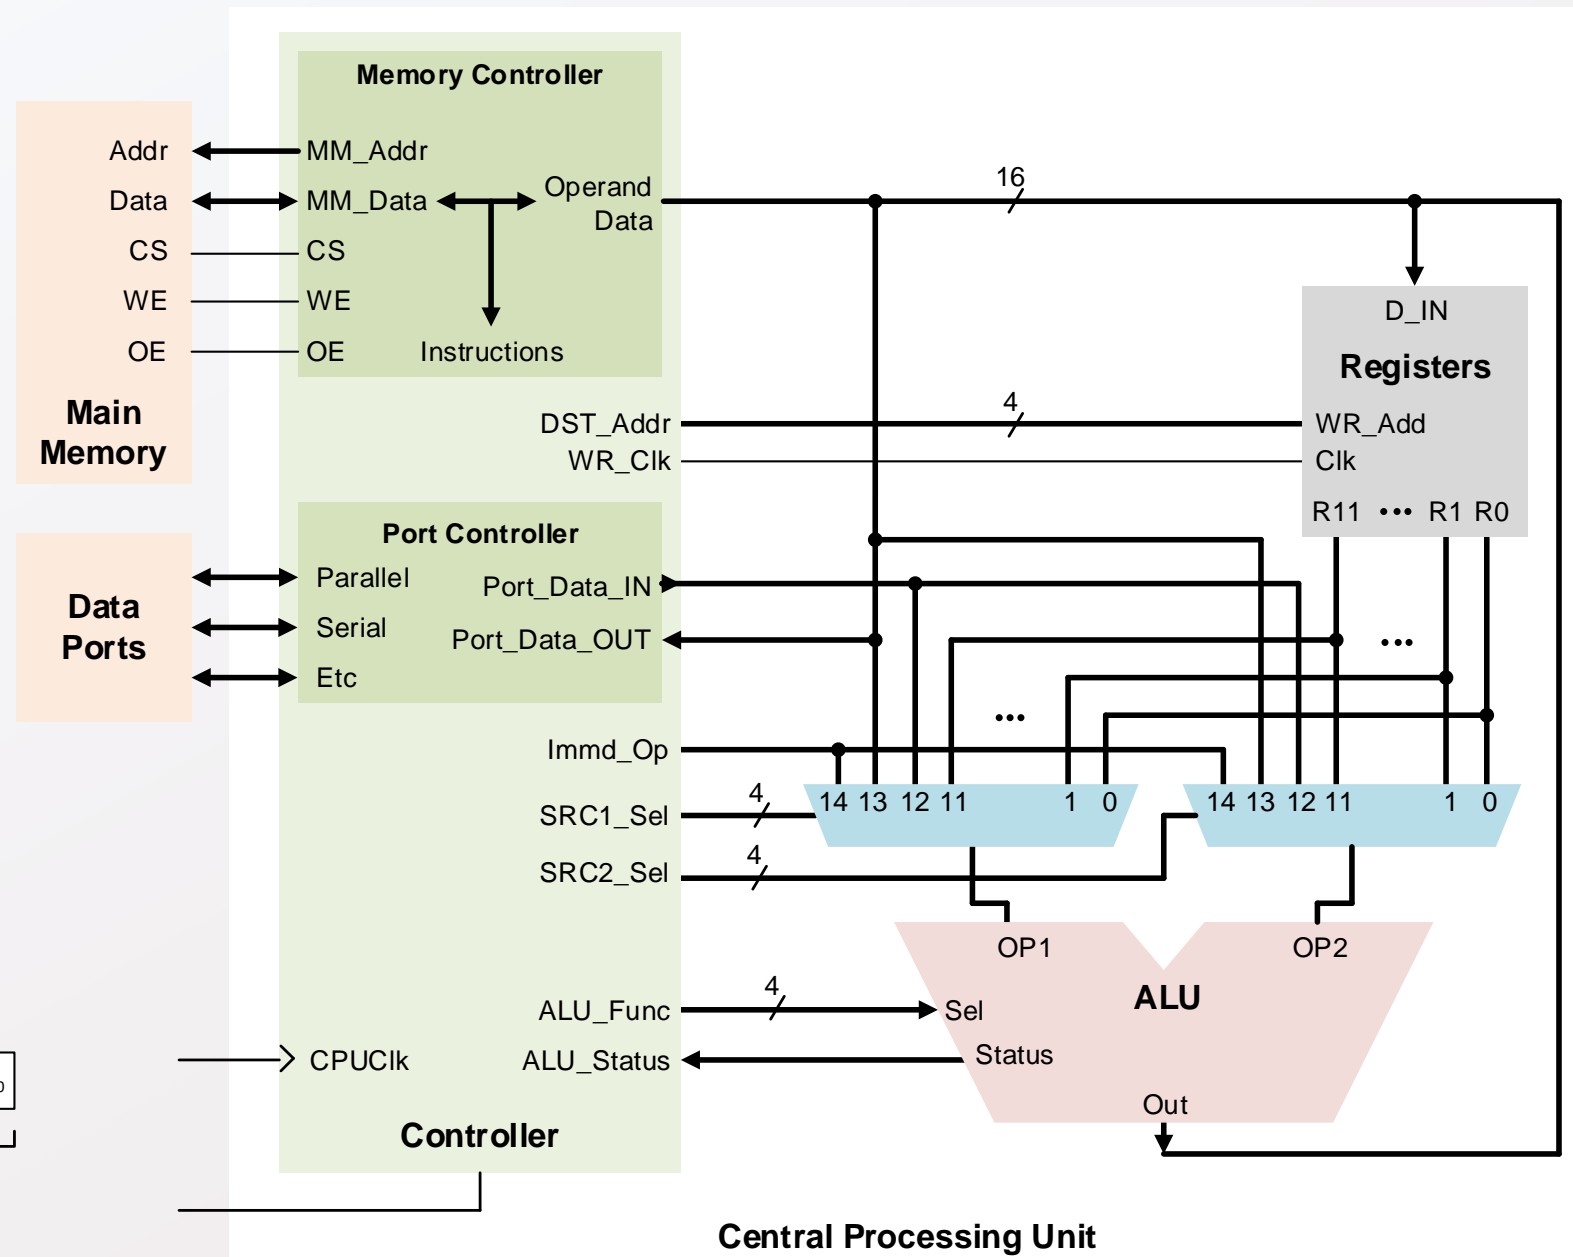 Memory Controller
Addr
MM_Addr
Data
MM_Data
Operand
Data
16
CS
CS
WE
WE
OE
OE
Instructions
Main
Memory
D_IN
Registers
DST_Addr
4
WR_Add
WR_Clk
Clk
R11 ••• R1 R0
Port Controller
Parallel
Port_Data_IN
Data
Ports
Serial
Port_Data_OUT
•••
Etc
•••
Immd_Op
SRC1_Sel
4
14 13 12 11 1 0
14 13 12 11 1 0
SRC2_Sel
4
OP1
OP2
ALU
ALU_Func
4
Sel
CPUClk
ALU_Status
Status
Out
Controller
Central Processing Unit